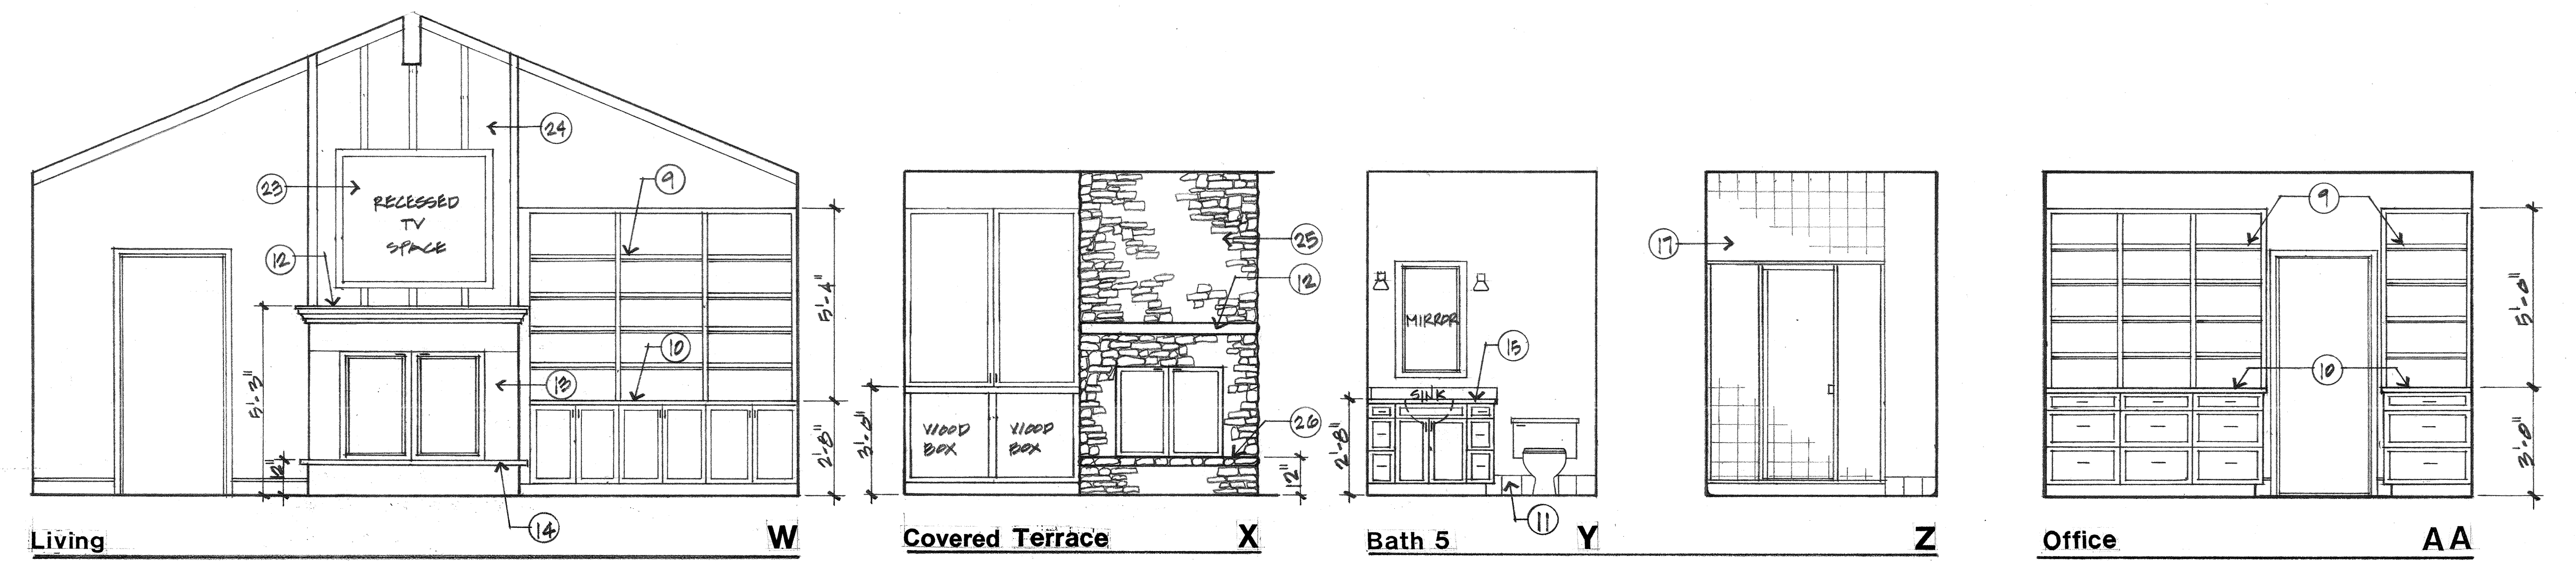 24
23
RECESSED
TV
SPACE
9
12
5'-4"
10
5'-3"
13
12"
2'-8"
14
Living W
25
12
3'-0"
WOOD
BOX
WOOD
BOX
26
12"
Covered Terrace X
MIRROR
15
SINK
2'-8"
11
Bath 5 Y
17
Z
9
5'-0"
10
3'-0"
Office AA